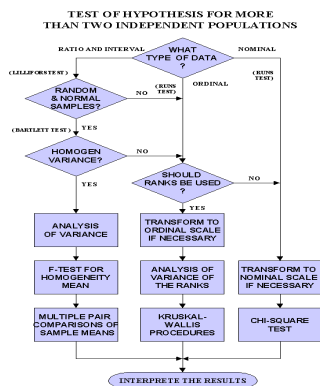 TEST OF HYPOTHESIS FOR MORE
THAN TWO INDEPENDENT POPULATIONS
RATIO AND INTERVAL
WHAT
TYPE OF DATA
?
NOMINAL
(LILLIFORS TEST)
(RUNS
TEST)
ORDINAL
RANDOM
& NORMAL
SAMPLES?
NO
(RUNS
TEST)
YES
(BARTLETT TEST)
HOMOGEN
VARIANCE?
NO
YES
SHOULD
RANKS BE USED
?
NO
YES
ANALYSIS
OF VARIANCE
TRANSFORM TO
ORDINAL SCALE
IF NECESSARY
F-TEST FOR
HOMOGENEITY
MEAN
ANALYSIS OF
VARIANCE OF
THE RANKS
TRANSFORM TO
NOMINAL SCALE
IF NECESSARY
MULTIPLE PAIR
COMPARISONS OF
SAMPLE MEANS
KRUSKAL-
WALLIS
PROCEDURES
CHI-SQUARE
TEST
INTERPRETE THE RESULTS